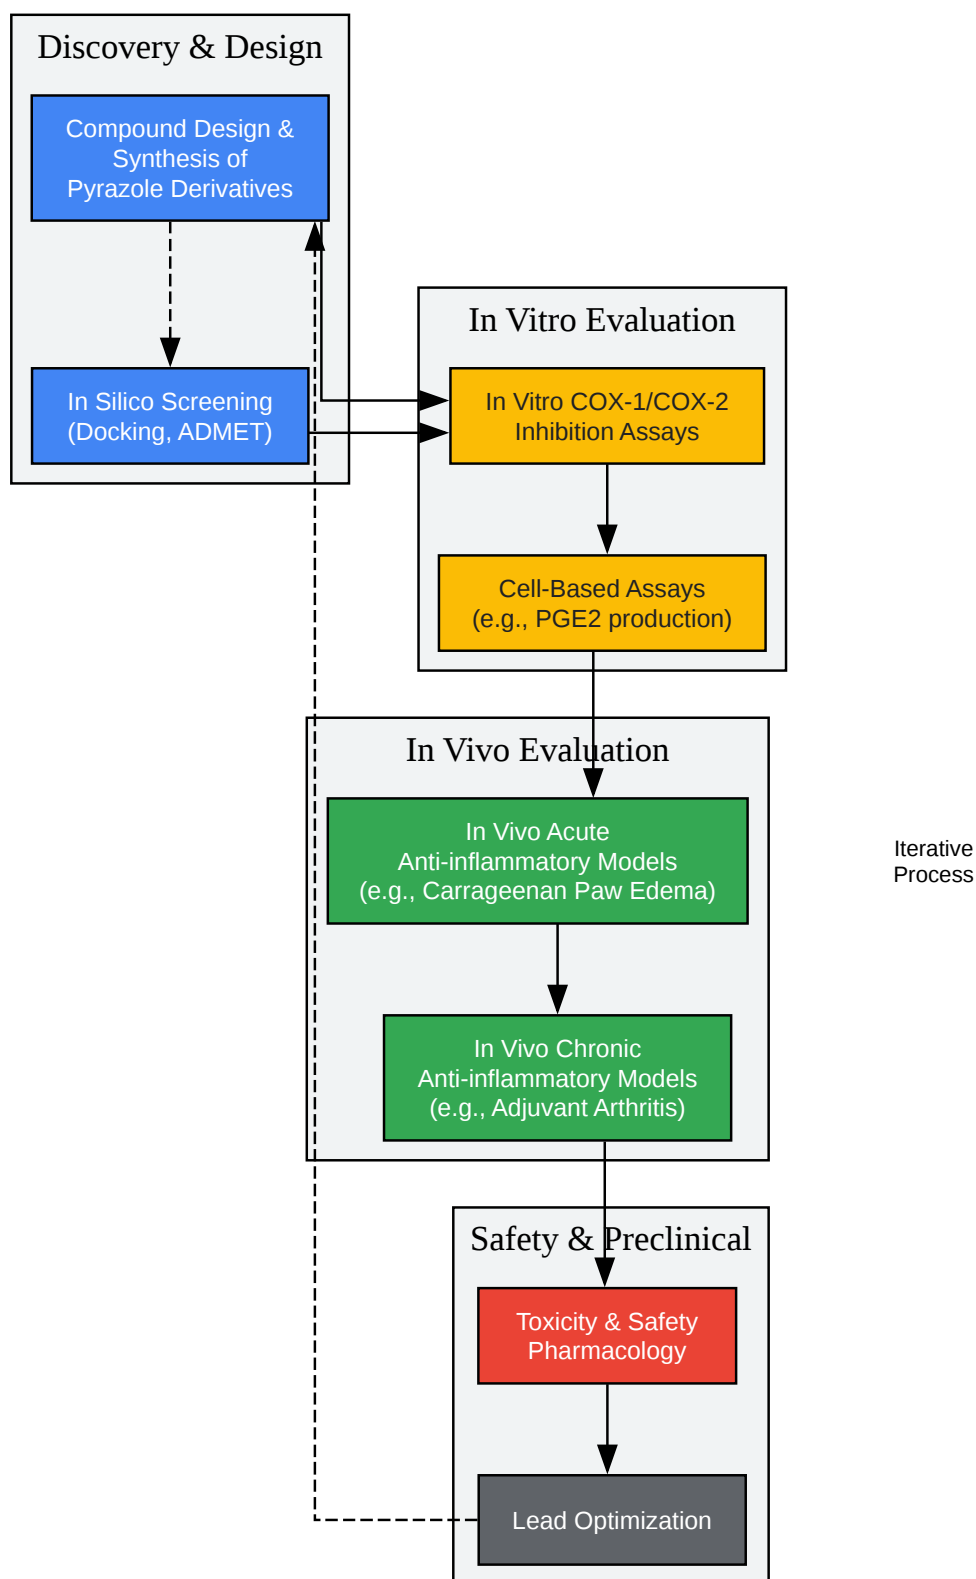 Discovery & Design
Compound Design &
Synthesis of
Pyrazole Derivatives
In Silico Screening
(Docking, ADMET)
In Vitro Evaluation
In Vitro COX-1/COX-2
Inhibition Assays
Cell-Based Assays
(e.g., PGE2 production)
In Vivo Evaluation
In Vivo Acute
Anti-inflammatory Models
(e.g., Carrageenan Paw Edema)
Iterative
Process
In Vivo Chronic
Anti-inflammatory Models
(e.g., Adjuvant Arthritis)
Safety & Preclinical
Toxicity & Safety
Pharmacology
Lead Optimization